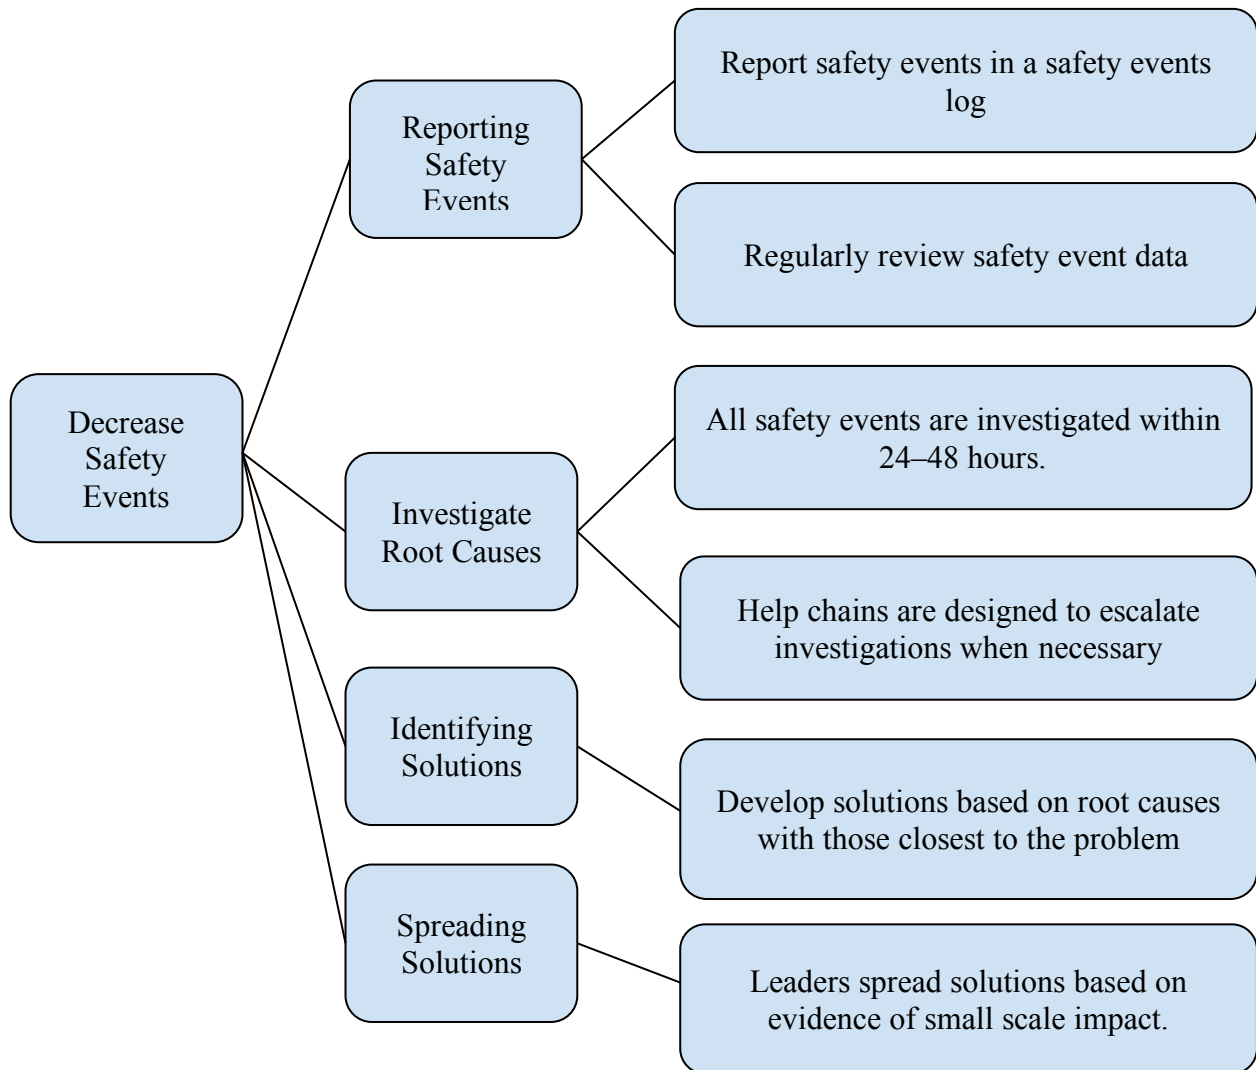 Decrease
Safety
Events
Reporting
Safety
Events
Report safety events in a safety events
log
Regularly review safety event data
Investigate
Root Causes
All safety events are investigated within
24–48 hours.
Help chains are designed to escalate
investigations when necessary
Identifying
Solutions
Develop solutions based on root causes
with those closest to the problem
Spreading
Solutions
Leaders spread solutions based on
evidence of small scale impact.